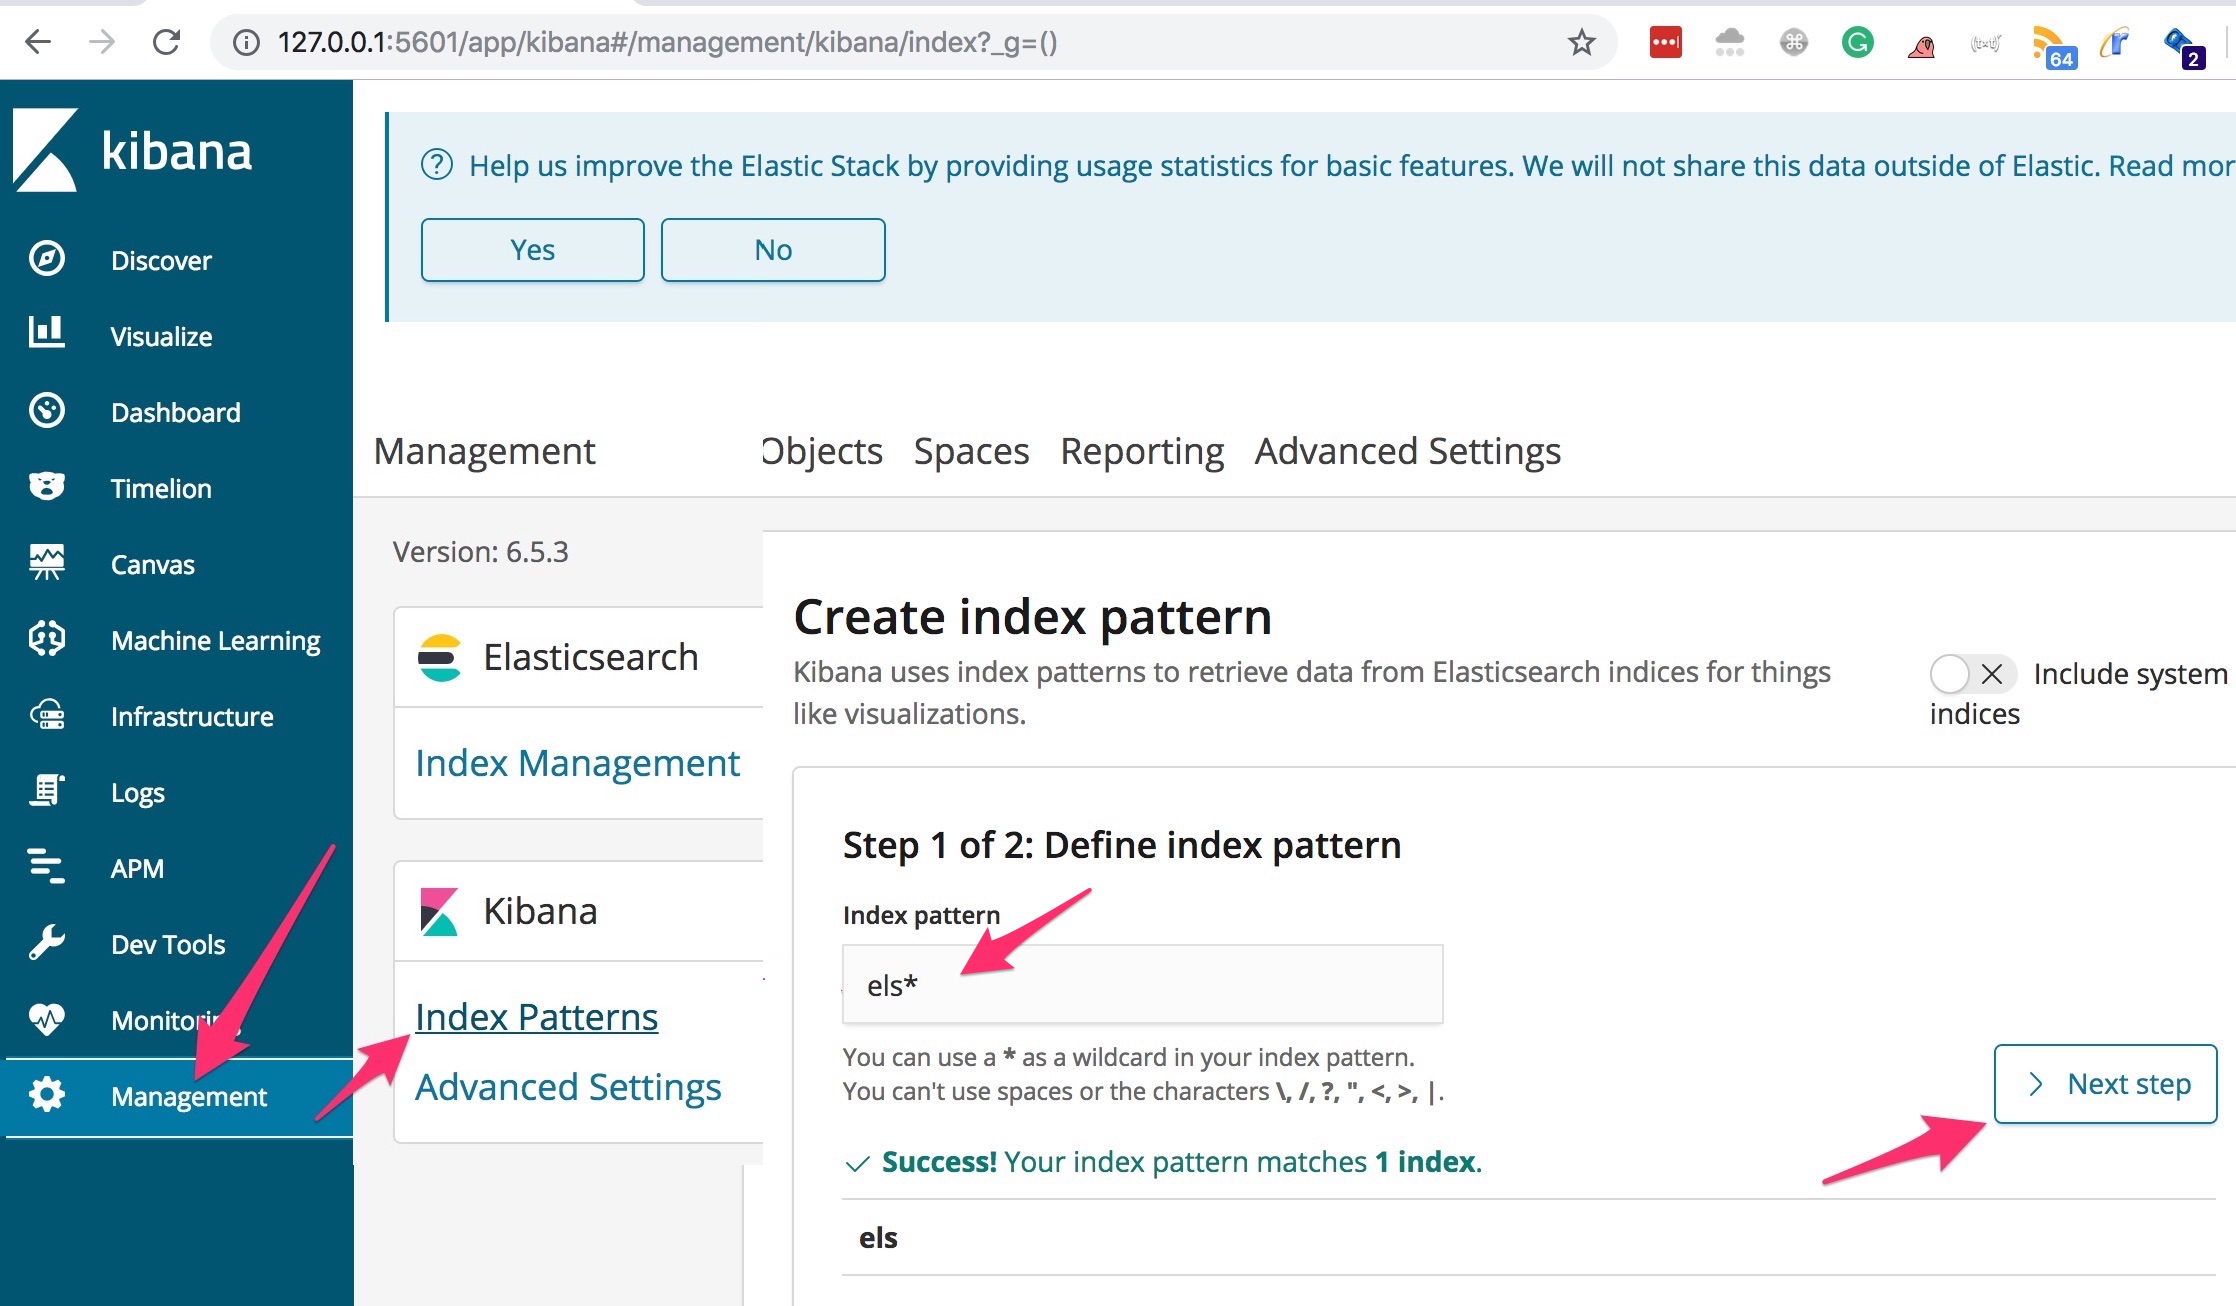 127.0.0.1:5601/app/kibana#/management/kibana/index?_g=()
64
2
kibana
Help us improve the Elastic Stack by providing usage statistics for basic features. We will not share this data outside of Elastic. Read mor
Yes
No
Discover
Visualize
Dashboard
Timelion
Canvas
Machine Learning
Infrastructure
Logs
APM
Dev Tools
Monitoring
Management
Management
Objects Spaces Reporting Advanced Settings
Version: 6.5.3
Elasticsearch
Index Management
Kibana
Index Patterns
Advanced Settings
Create index pattern
Kibana uses index patterns to retrieve data from Elasticsearch indices for things
like visualizations.
Include system
indices
Step 1 of 2: Define index pattern
Index pattern
els*
You can use a * as a wildcard in your index pattern.
You can't use spaces or the characters \, /, ?, ", <, >, |.
Next step
Success! Your index pattern matches 1 index.
els